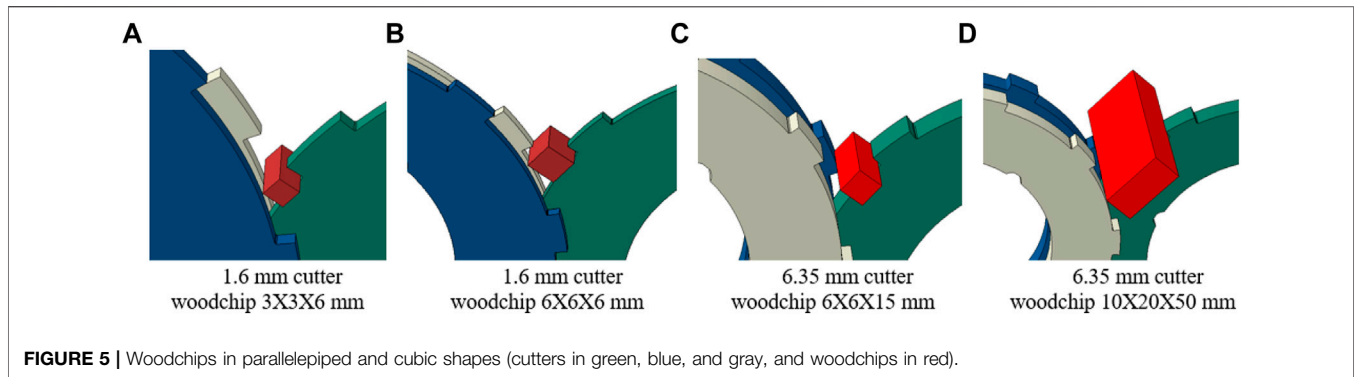 A
B
C
D
1.6 mm cutter
woodchip 3X3X6 mm
1.6 mm cutter
woodchip 6X6X6 mm
6.35 mm cutter
woodchip 6X6X15 mm
6.35 mm cutter
woodchip 10X20X50 mm
FIGURE 5 | Woodchips in parallelepiped and cubic shapes (cutters in green, blue, and gray, and woodchips in red).